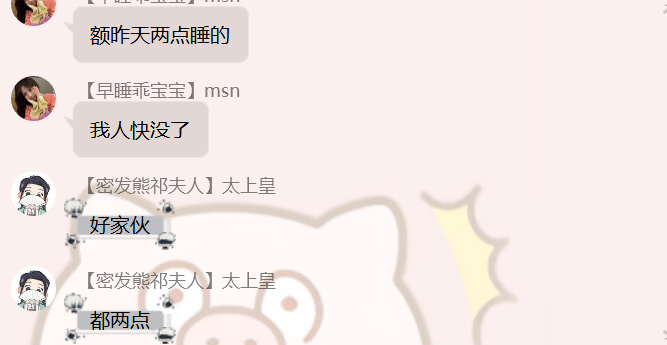 【早睡乖宝宝】msn
额昨天两点睡的
【早睡乖宝宝】msn
我人快没了
【密发熊祁夫人】太上皇
好家伙
【密发熊祁夫人】太上皇
都两点